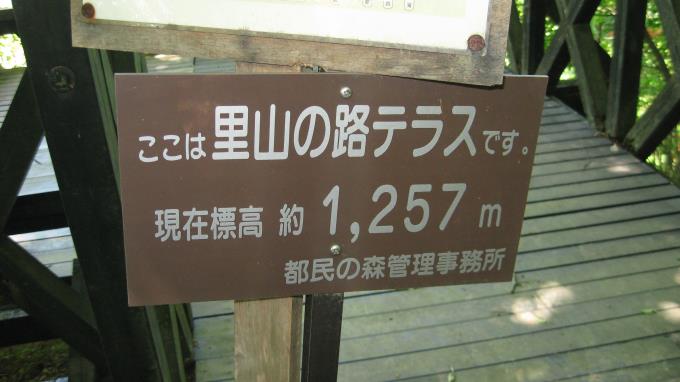 ここは里山の路テラスです。
現在標高 約 1,257 m
都民の森管理事務所